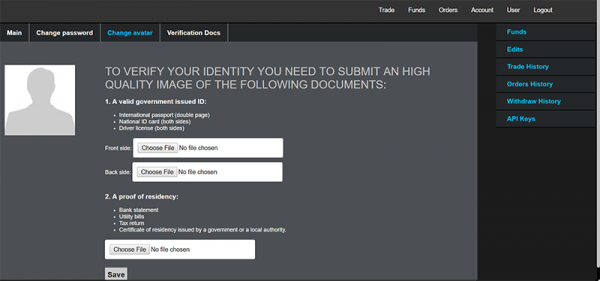 Trade Funds Orders Account User Logout
Main Change password Change avatar Verification Docs
Funds
Edits
Trade History
Orders History
Withdraw History
API Keys
TO VERIFY YOUR IDENTITY YOU NEED TO SUBMIT AN HIGH
QUALITY IMAGE OF THE FOLLOWING DOCUMENTS:
1. A valid government issued ID:
International passport (double page)
National ID card (both sides)
Driver license (both sides)
Front side: Choose File No file chosen
Back side: Choose File No file chosen
2. A proof of residency:
Bank statement
Utility bills
Tax return
Certificate of residency issued by a government or a local authority.
Choose File No file chosen
Save